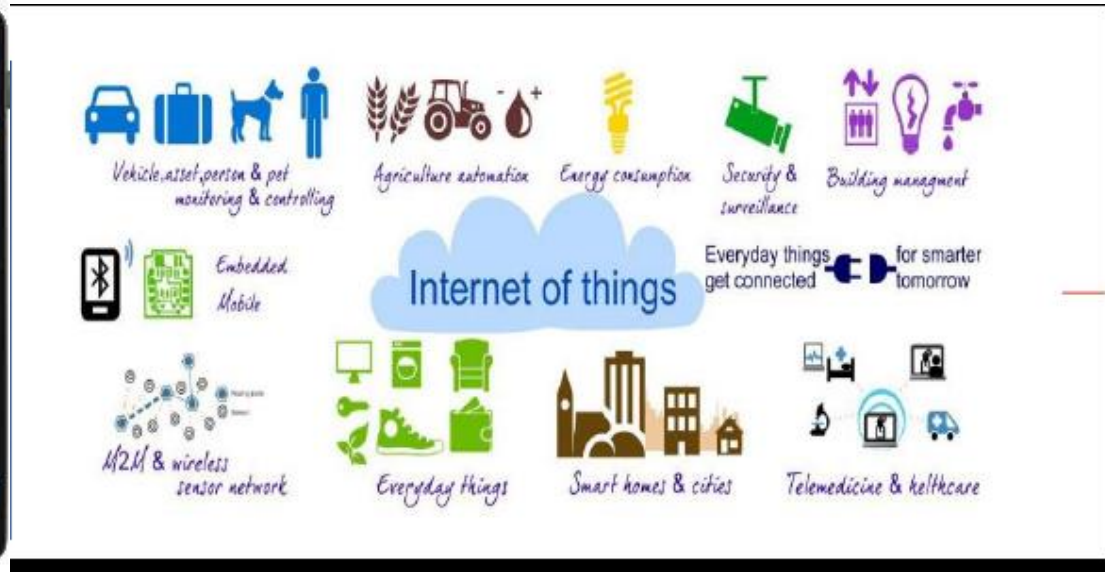 Vehicle,asset,person & pet
monitoring & controlling
Agriculture automation
Energy consumption
Security &
surveillance
Building managment
Embedded
Mobile
Internet of things
Everyday things
get connected
for smarter
tomorrow
M2M & wireless
sensor network
Everyday things
Smart homes & cities
Telemedicine & helthcare